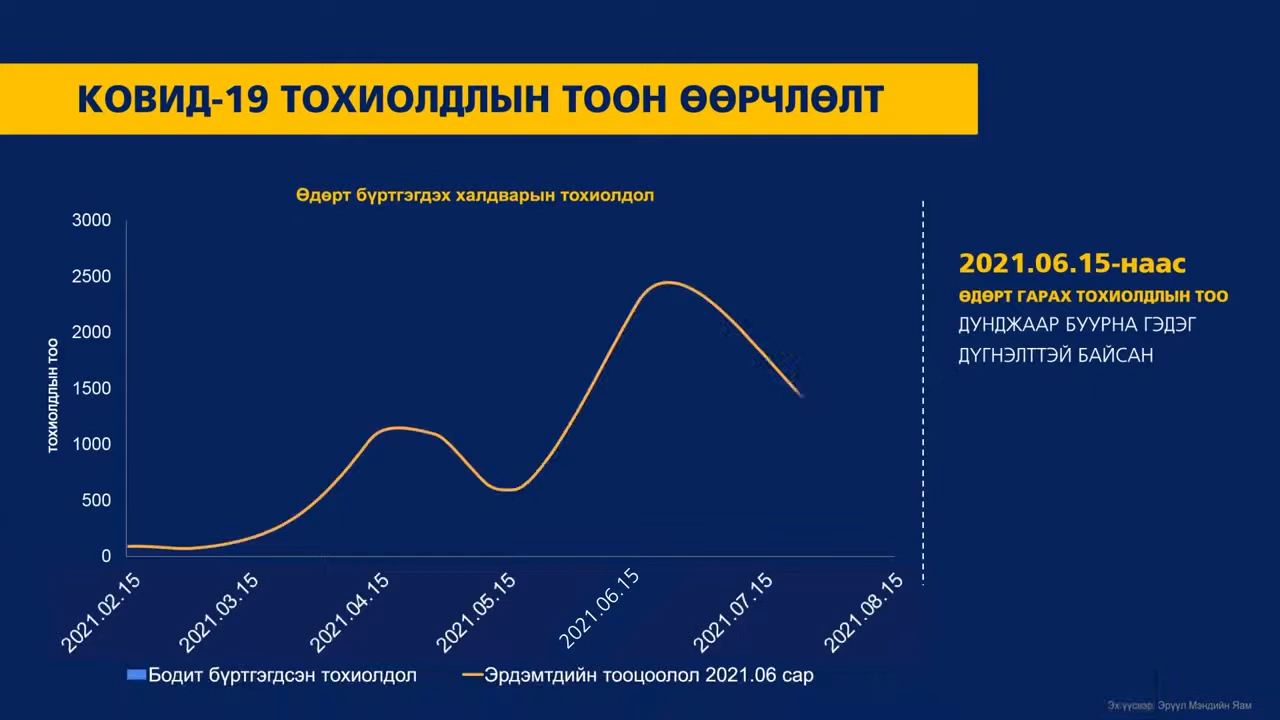 КОВИД-19 ТОХИОЛДЛЫН ТООН ӨӨРЧЛӨЛТ
Өдөрт бүртгэгдэх халдварын тохиолдол
3000
2500
2000
1500
1000
500
0
тохиолдлын тоо
2021.02.15
2021.03.15
2021.04.15
2021.05.15
2021.06.15
2021.07.15
2021.08.15
Бодит бүртгэгдсэн тохиолдол
Эрдэмтдийн тооцоолол 2021.06 сар
2021.06.15-наас
ӨДӨРТ ГАРАХ ТОХИОЛДЛЫН ТОО
ДУНДЖААР БУУРНА ГЭДЭГ
ДҮГНЭЛТТЭЙ БАЙСАН
Эх үүсвэр: Эрүүл Мэндийн Яам